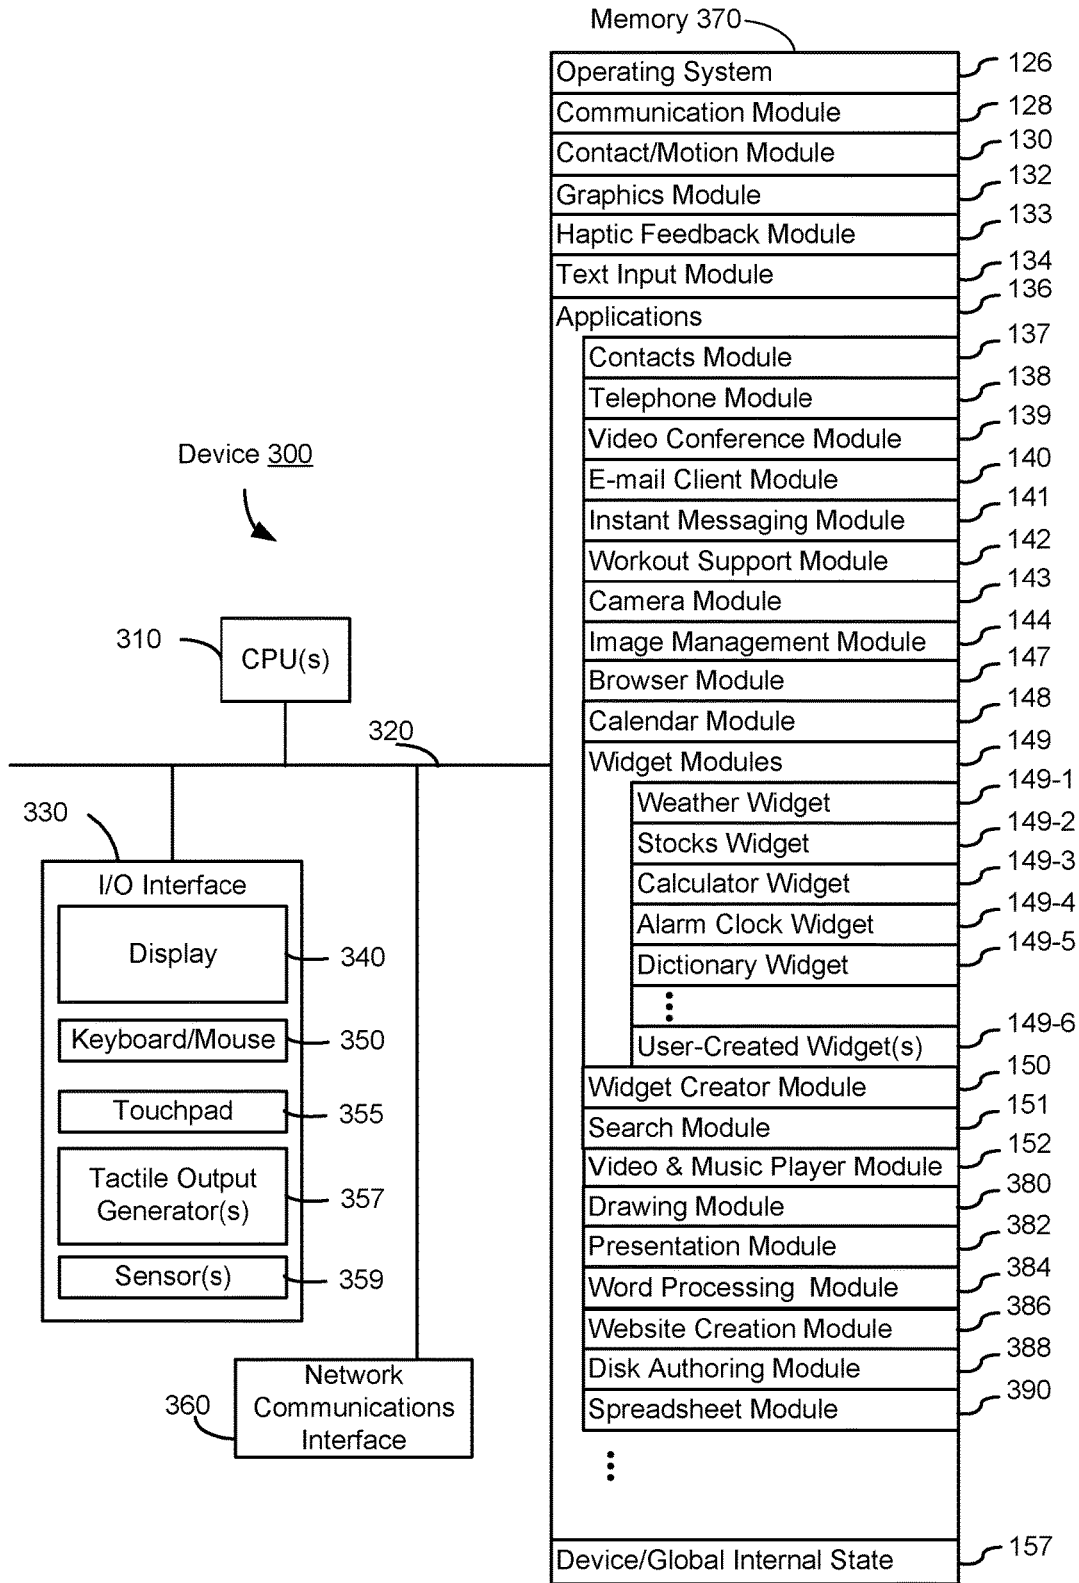 Memory 370
Operating System 126
Communication Module 128
Contact/Motion Module 130
Graphics Module 132
Haptic Feedback Module 133
Text Input Module 134
Applications 136
Contacts Module 137
Telephone Module 138
Video Conference Module 139
E-mail Client Module 140
Instant Messaging Module 141
Workout Support Module 142
Camera Module 143
Image Management Module 144
Browser Module 147
Calendar Module 148
Widget Modules 149
Weather Widget 149-1
Stocks Widget 149-2
Calculator Widget 149-3
Alarm Clock Widget 149-4
Dictionary Widget 149-5
User-Created Widget(s) 149-6
Widget Creator Module 150
Search Module 151
Video & Music Player Module 152
Drawing Module 380
Presentation Module 382
Word Processing Module 384
Website Creation Module 386
Disk Authoring Module 388
Spreadsheet Module 390
Device/Global Internal State 157
Device 300
310
CPU(s)
320
330
I/O Interface
Display 340
Keyboard/Mouse 350
Touchpad 355
Tactile Output
Generator(s) 357
Sensor(s) 359
360
Network
Communications
Interface